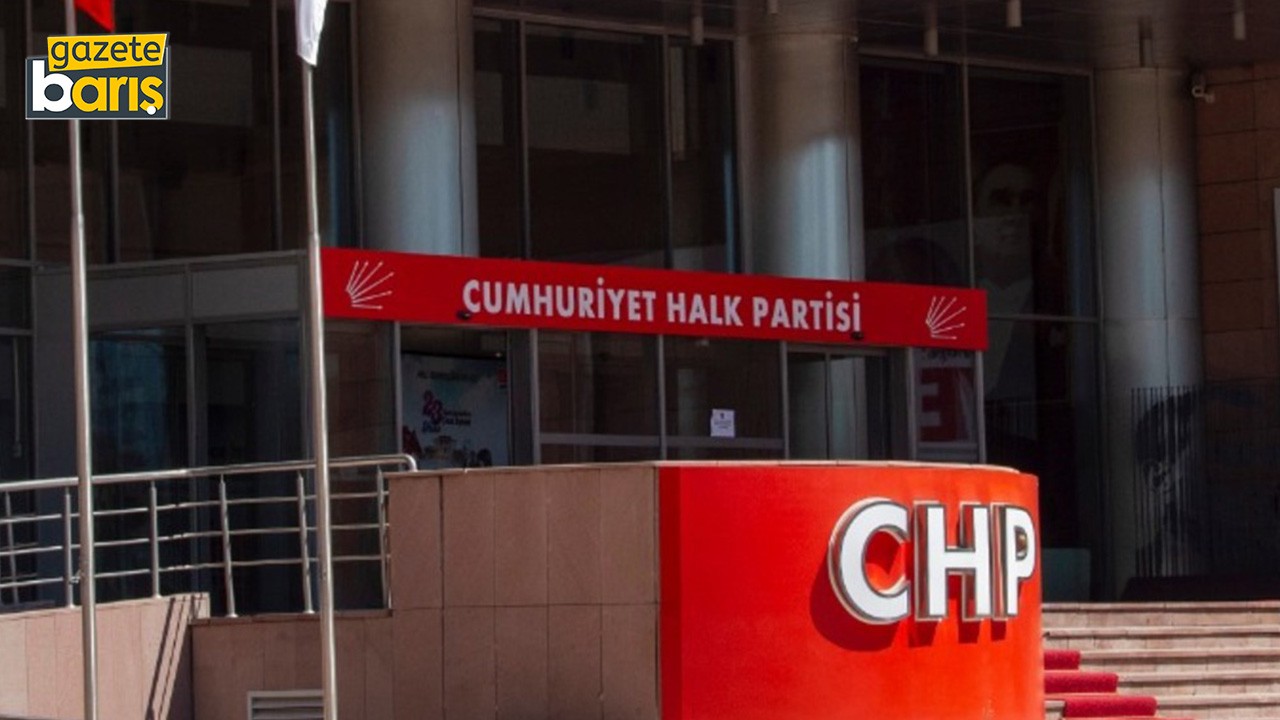 gazete
barış
CUMHURİYET HALK PARTİSİ
CHP